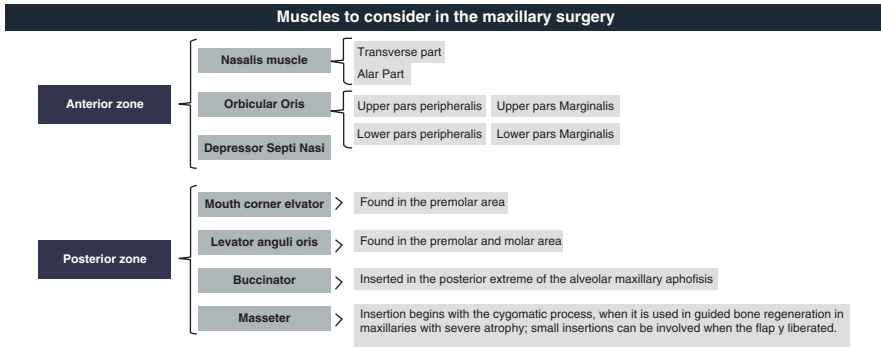 Muscles to consider in the maxillary surgery
Anterior zone
Nasalis muscle
Transverse part
Alar Part
Orbicular Oris
Upper pars peripheralis
Upper pars Marginalis
Lower pars peripheralis
Lower pars Marginalis
Depressor Septi Nasi
Posterior zone
Mouth corner elvator
Found in the premolar area
Levator anguli oris
Found in the premolar and molar area
Buccinator
Inserted in the posterior extreme of the alveolar maxillary aphofisis
Masseter
Insertion begins with the cygomatic process, when it is used in guided bone regeneration in
maxillaries with severe atrophy; small insertions can be involved when the flap y liberated.